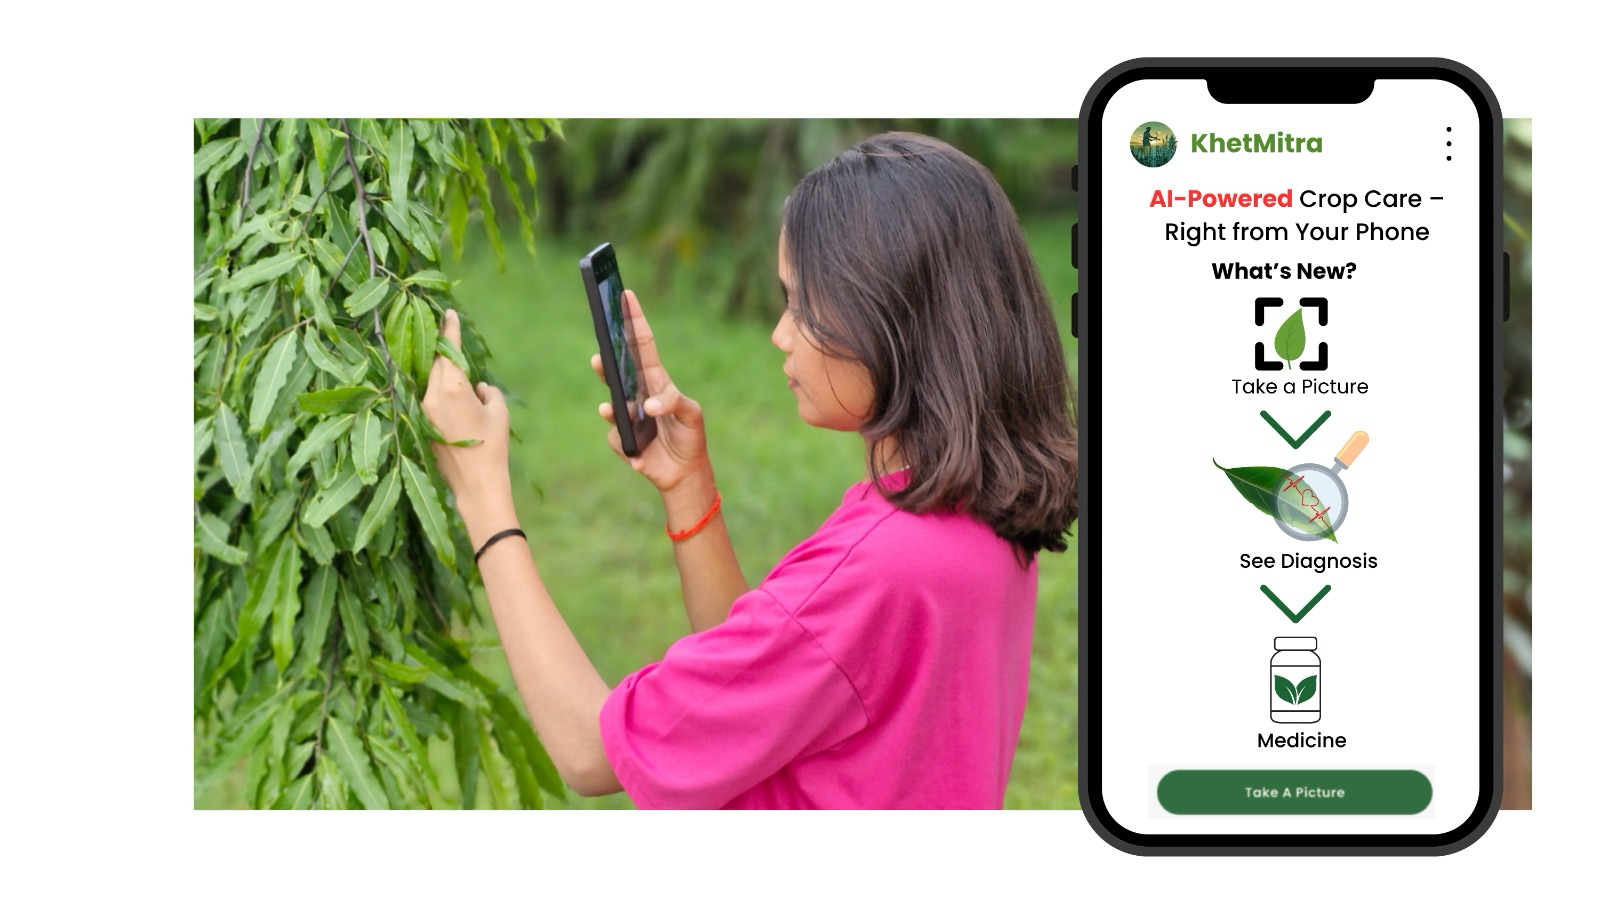 KhetMitra
AI-Powered Crop Care –
Right from Your Phone
What’s New?
Take a Picture
See Diagnosis
Medicine
Take A Picture